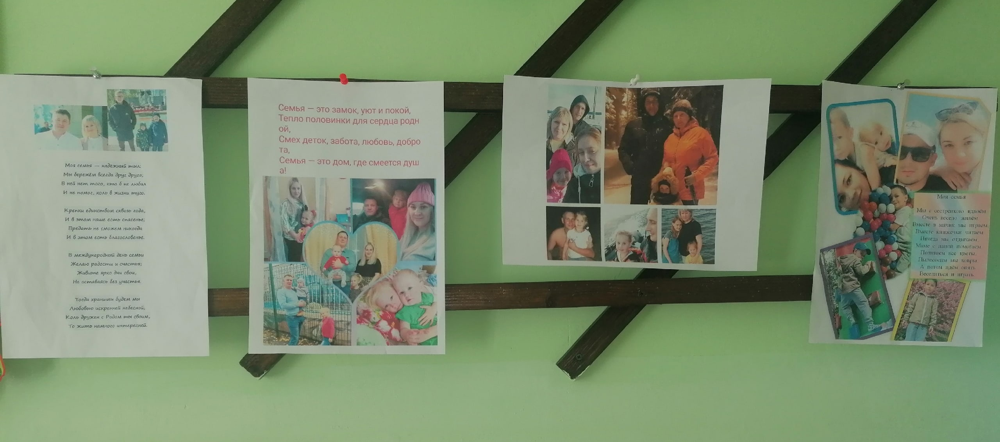 Моя семья — надёжный тыл:
Мы бережём всегда друг друга;
В ней нет того, кто б не любил
И не помог, коль в жизни туго.
Крепки единством сквозь года,
И в этом наше есть спасенье;
Предать не сможем никогда
И в этом есть благословенье.
В международный день семьи
Желаю радости и счастья;
Живите ярко дни свои,
Не оставаясь без участья.
Тогда хранимы будем мы
Любовью искренней небесной;
Коль дружен с Родом ты своим,
То жить намного интересней.
Семья — это замок, уют и покой,
Тепло половинки для сердца родн
ой,
Смех деток, забота, любовь, добро
та,
Семья — это дом, где смеется душ
а!
Моя семья
Мы с сестренкою вдвоём
Очень весело живём.
Вместе в мячик мы играем,
Вместе книжечки читаем
Иногда мы отдыхаем,
Маме с папой помогаем.
Поливаем все цветы,
Пылесосим мы ковры
А потом идём опять
Веселиться и играть.